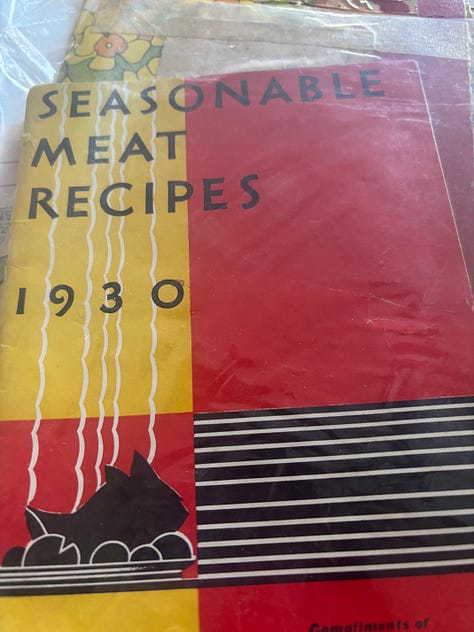 SEASONABLE
MEAT
RECIPES
1930
Compliments of